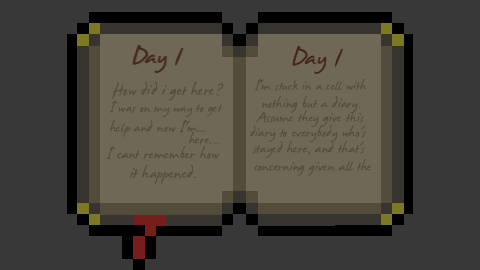 Day 1
How did i get here?
I was on my way to get
help and now I'm...
here...
I cant remember how
it happened.
Day 1
I'm stuck in a cell with
nothing but a diary.
Assume they give this
diary to everybody who's
stayed here, and that's
concerning given all the